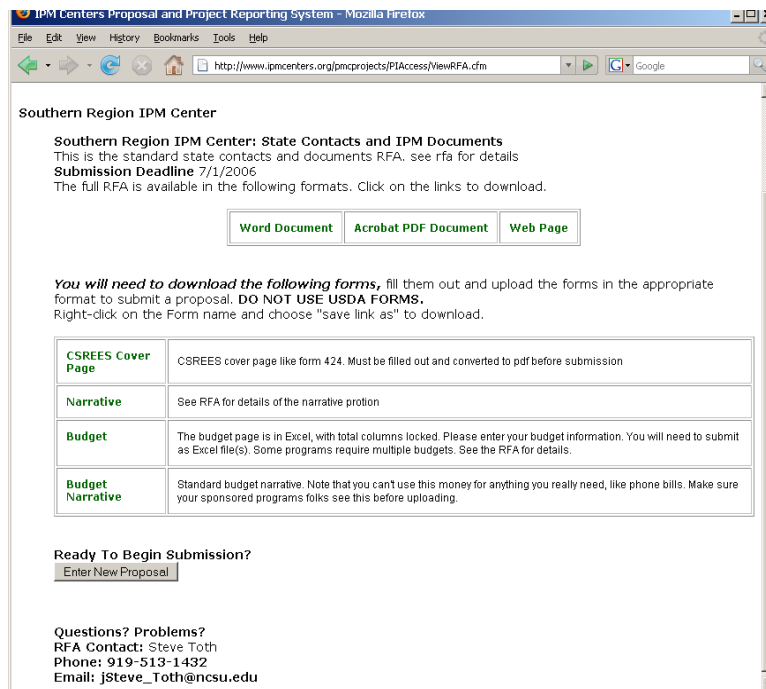 IPM Centers Proposal and Project Reporting System - Mozilla Firefox
File Edit View History Bookmarks Tools Help
http://www.ipmcenters.org/pmcprojects/PIAccess/ViewRFA.cfm
Google
Southern Region IPM Center
Southern Region IPM Center: State Contacts and IPM Documents
This is the standard state contacts and documents RFA. see rfa for details
Submission Deadline 7/1/2006
The full RFA is available in the following formats. Click on the links to download.
Word Document Acrobat PDF Document Web Page
You will need to download the following forms, fill them out and upload the forms in the appropriate
format to submit a proposal. DO NOT USE USDA FORMS.
Right-click on the Form name and choose "save link as" to download.
CSREES Cover
Page
CSREES cover page like form 424. Must be filled out and converted to pdf before submission
Narrative
See RFA for details of the narrative protion
Budget
The budget page is in Excel, with total columns locked. Please enter your budget information. You will need to submit
as Excel file(s). Some programs require multiple budgets. See the RFA for details.
Budget
Narrative
Standard budget narrative. Note that you can't use this money for anything you really need, like phone bills. Make sure
your sponsored programs folks see this before uploading.
Ready To Begin Submission?
Enter New Proposal
Questions? Problems?
RFA Contact: Steve Toth
Phone: 919-513-1432
Email: jSteve_Toth@ncsu.edu